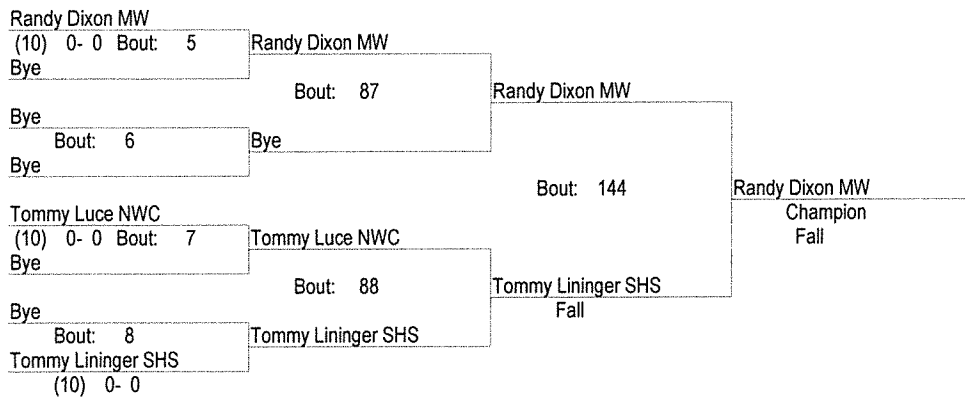 Randy Dixon MW
(10) 0- 0 Bout: 5
Bye
Randy Dixon MW
Bout: 87
Bye
Bout: 6
Bye
Bye
Randy Dixon MW
Bout: 144
Tommy Luce NWC
(10) 0- 0 Bout: 7
Bye
Tommy Luce NWC
Bout: 88
Bye
Bout: 8
Tommy Lininger SHS
(10) 0- 0
Tommy Lininger SHS
Tommy Lininger SHS
Fall
Randy Dixon MW
Champion
Fall